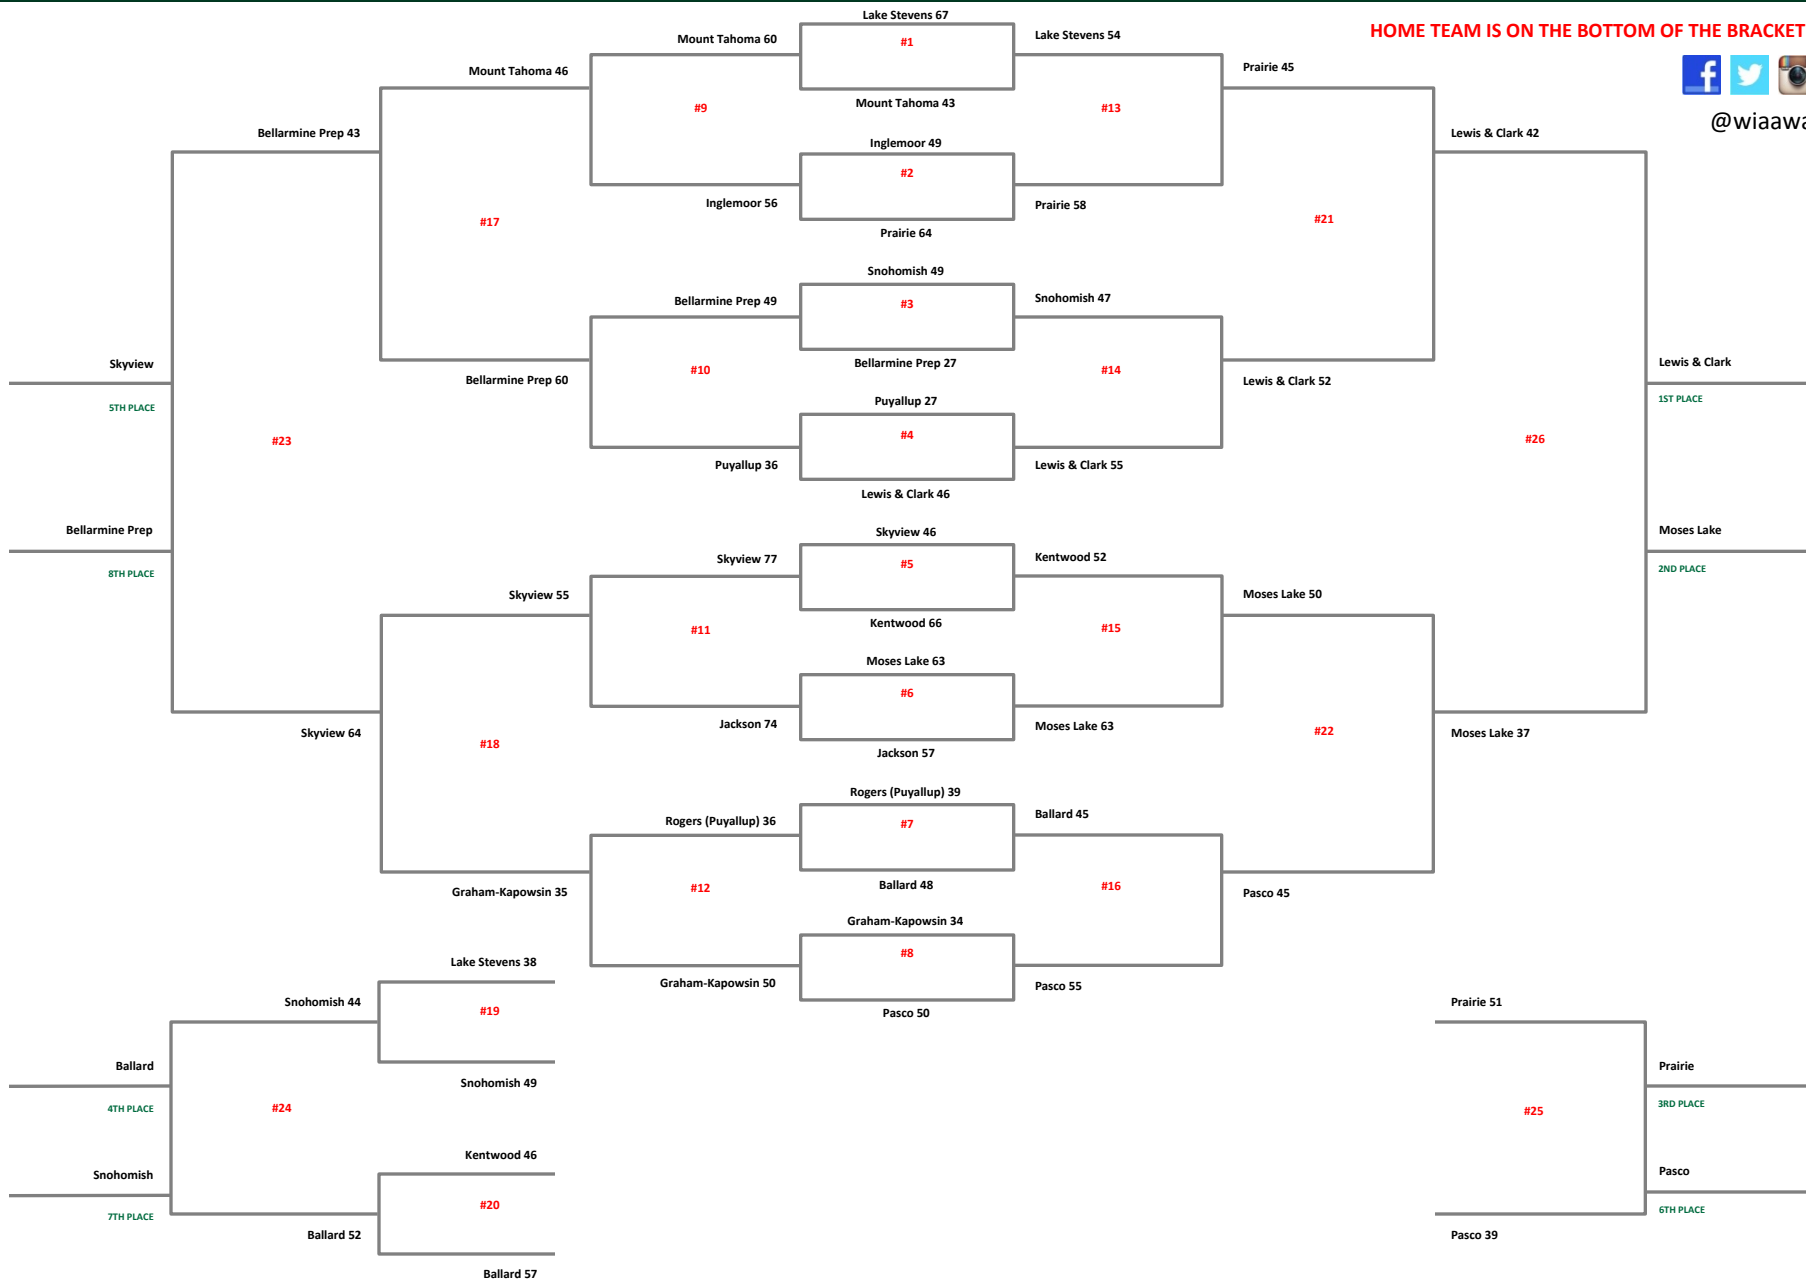 Lake Stevens 67
HOME TEAM IS ON THE BOTTOM OF THE BRACKET
Mount Tahoma 60
#1
Lake Stevens 54
Mount Tahoma 46
Prairie 45
#9
Mount Tahoma 43
#13
@wiaawa
Bellarmine Prep 43
Lewis & Clark 42
Inglemoor 49
#2
Inglemoor 56
Prairie 58
#17
#21
Prairie 64
Snohomish 49
Bellarmine Prep 49
#3
Snohomish 47
Skyview
Bellarmine Prep 27
Lewis & Clark
#10
#14
Bellarmine Prep 60
Lewis & Clark 52
5TH PLACE
1ST PLACE
Puyallup 27
#23
#4
#26
Puyallup 36
Lewis & Clark 55
Lewis & Clark 46
Bellarmine Prep
Skyview 46
Moses Lake
Skyview 77
#5
Kentwood 52
8TH PLACE
2ND PLACE
Skyview 55
Moses Lake 50
#11
Kentwood 66
#15
Moses Lake 63
#6
Jackson 74
Moses Lake 63
Skyview 64
#18
#22
Moses Lake 37
Jackson 57
Rogers (Puyallup) 39
Rogers (Puyallup) 36
#7
Ballard 45
Graham-Kapowsin 35
#12
Ballard 48
#16
Pasco 45
Graham-Kapowsin 34
Lake Stevens 38
#8
Graham-Kapowsin 50
Pasco 55
Snohomish 44
#19
Pasco 50
Prairie 51
Ballard
Prairie
Snohomish 49
4TH PLACE
#24
#25
3RD PLACE
Kentwood 46
Snohomish
Pasco
#20
7TH PLACE
6TH PLACE
Ballard 52
Pasco 39
Ballard 57